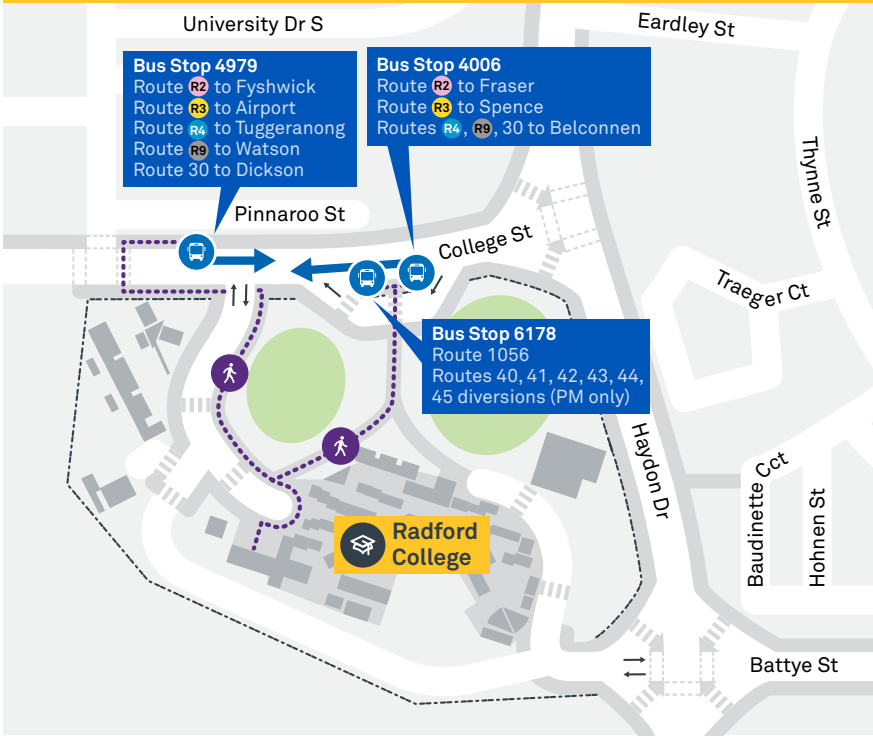 University Dr S
Eardley St
Bus Stop 4979
Route R2 to Fyshwick
Route R3 to Airport
Route R4 to Tuggeranong
Route R9 to Watson
Route 30 to Dickson
Bus Stop 4006
Route R2 to Fraser
Route R3 to Spence
Routes R4, R9, 30 to Belconnen
Thynne St
Pinnaroo St
College St
Traeger Ct
Bus Stop 6178
Route 1056
Routes 40, 41, 42, 43, 44,
45 diversions (PM only)
Haydon Dr
Baudinette Cct
Hohnen St
Radford
College
Battye St